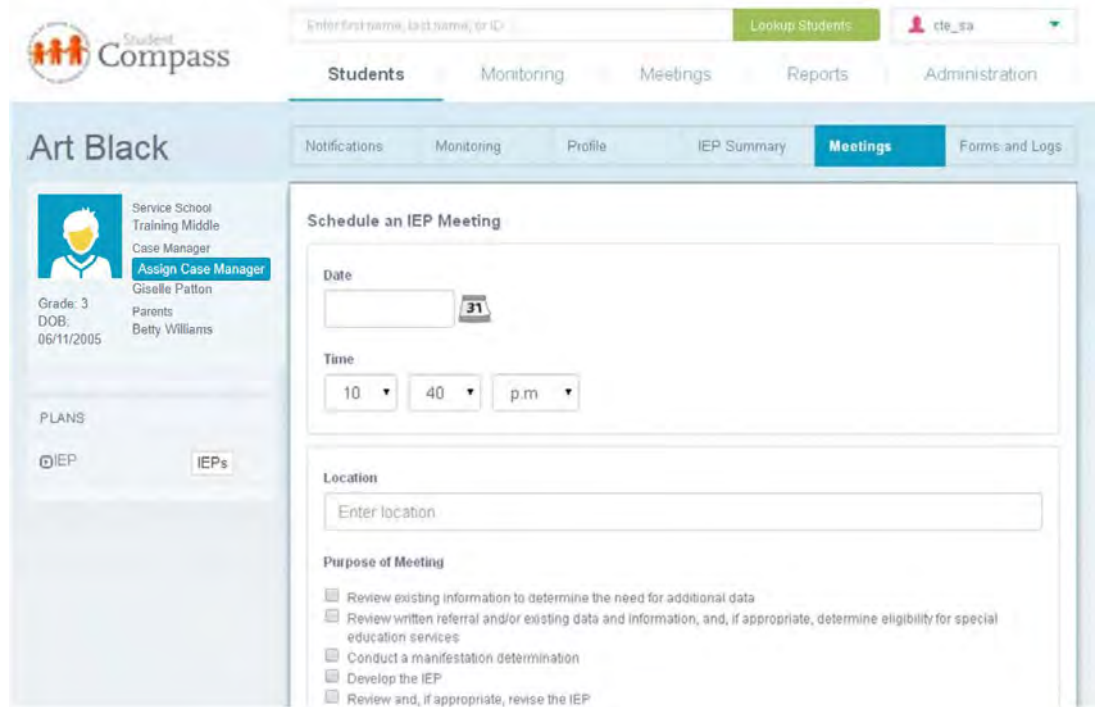 Student
Compass
Enter first name, last name, or ID
Lookup Students
cte_sa
Students Monitoring Meetings Reports Administration
Art Black
Notifications Monitoring Profile IEP Summary Meetings Forms and Logs
Service School
Training Middle
Case Manager
Assign Case Manager
Giselle Patton
Parents
Betty Williams
Grade: 3
DOB:
06/11/2005
PLANS
IEP IEPs
Schedule an IEP Meeting
Date
31
Time
10 40 p.m
Location
Enter location
Purpose of Meeting
Review existing information to determine the need for additional data
Review written referral and/or existing data and information, and, if appropriate, determine eligibility for special
education services
Conduct a manifestation determination
Develop the IEP
Review and, if appropriate, revise the IEP